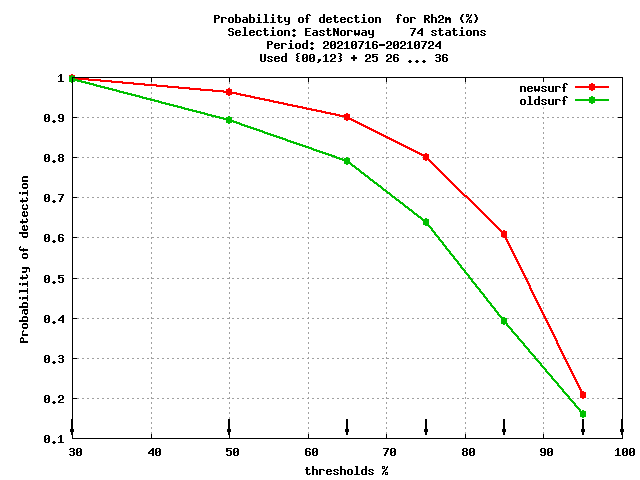 Probability of detection  for Rh2m (%)
Selection: EastNorway     74 stations
Period: 20210716-20210724
Used {00,12} + 25 26 ... 36
newsurf
oldsurf
Probability of detection
1
0.9
0.8
0.7
0.6
0.5
0.4
0.3
0.2
0.1
30 40 50 60 70 80 90 100
thresholds %